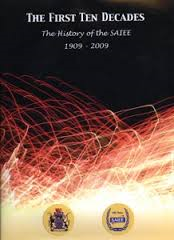 THE FIRST TEN DECADES
The History of the SAIEE
1909 - 2009
SAIEE